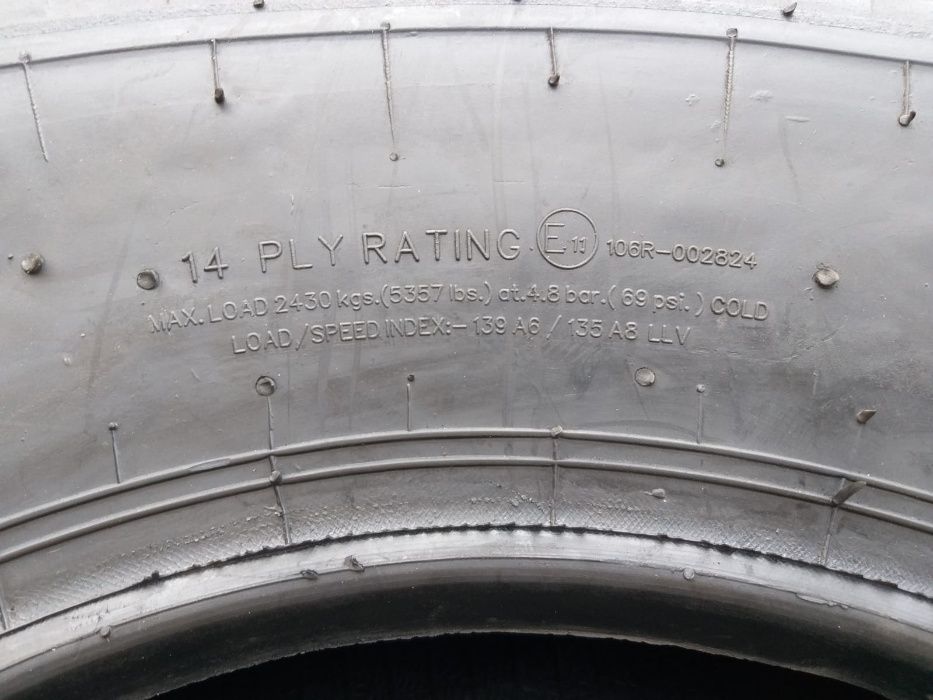 14 PLY RATING E11 106R-002824
MAX. LOAD 2430 kgs.(5357 lbs.) at.4.8 bar.( 69 psi. ) COLD
LOAD/SPEED INDEX:- 139 A6 / 135 A8 LLV